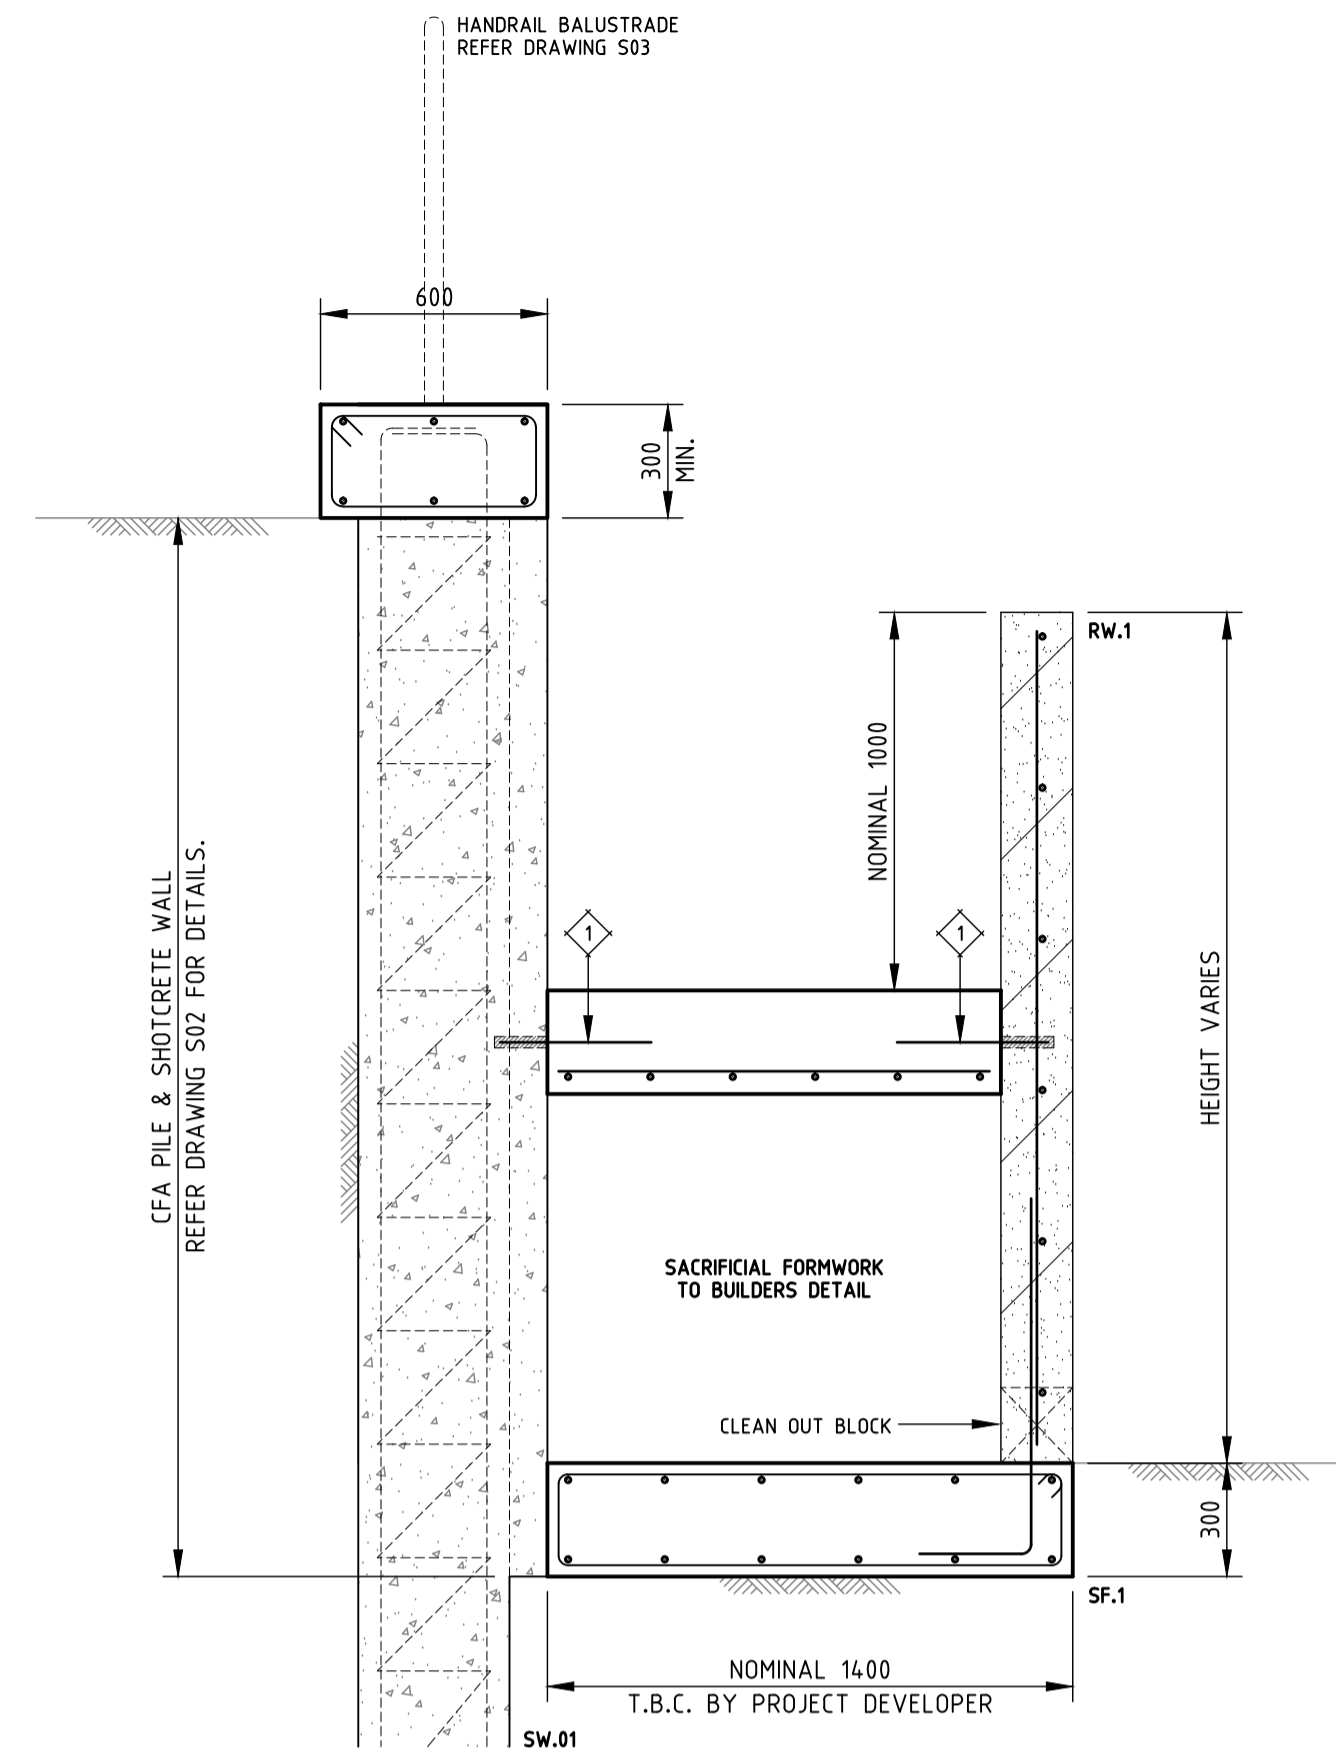 HANDRAIL BALUSTRADE
REFER DRAWING S03
600
300
MIN.
RW.1
NOMINAL 1000
CFA PILE & SHOTCRETE WALL
REFER DRAWING S02 FOR DETAILS.
1
1
HEIGHT VARIES
SACRIFICIAL FORMWORK
TO BUILDERS DETAIL
CLEAN OUT BLOCK
300
SF.1
NOMINAL 1400
T.B.C. BY PROJECT DEVELOPER
SW.01